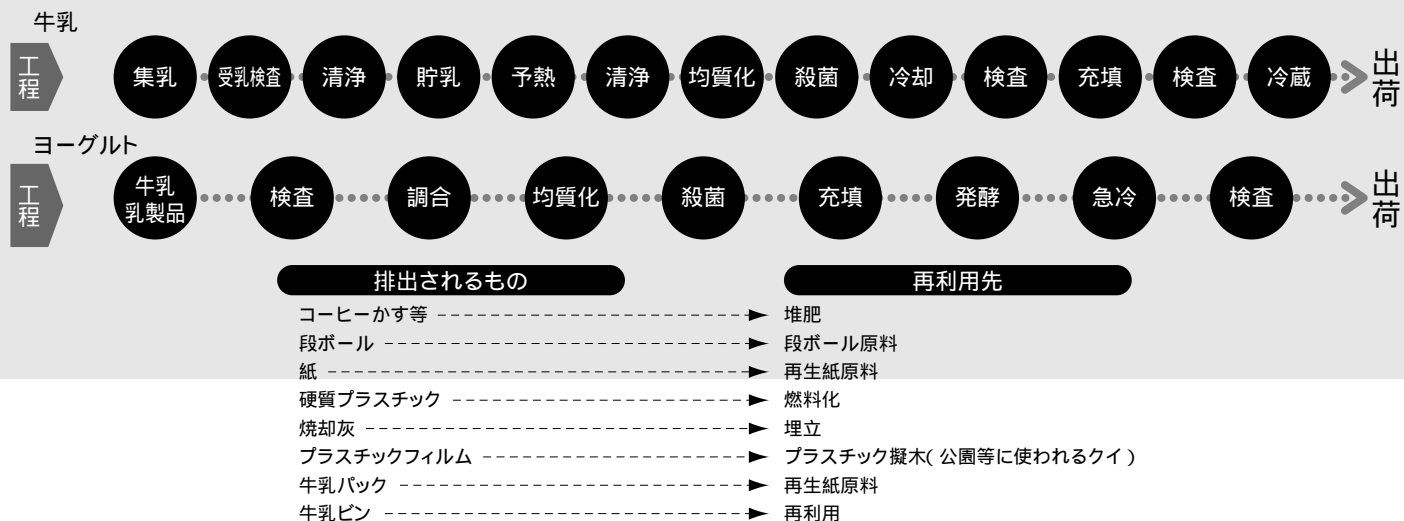 牛乳
工程
集乳 受乳検査 清浄 貯乳 予熱 清浄 均質化 殺菌 冷却 検査 充填 検査 冷蔵 出荷
ヨーグルト
工程
牛乳
乳製品
検査 調合 均質化 殺菌 充填 発酵 急冷 検査 出荷
排出されるもの 再利用先
コーヒーかす等 堆肥
段ボール 段ボール原料
紙 再生紙原料
硬質プラスチック 燃料化
焼却灰 埋立
プラスチックフィルム プラスチック擬木(公園等に使われるクイ)
牛乳パック 再生紙原料
牛乳ビン 再利用